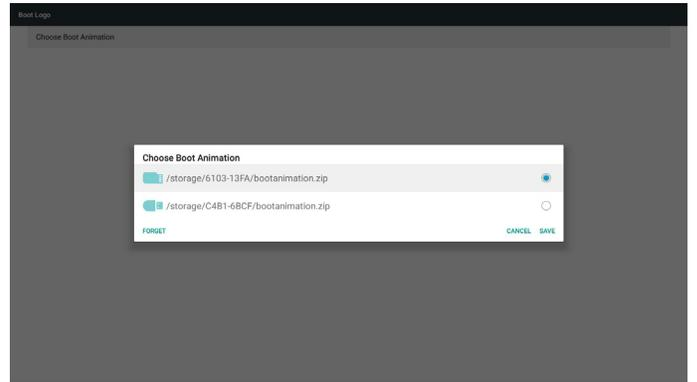 Boot Logo
Choose Boot Animation
Choose Boot Animation
/storage/6103-13FA/bootanimation.zip
/storage/C4B1-6BCF/bootanimation.zip
FORGET CANCEL SAVE